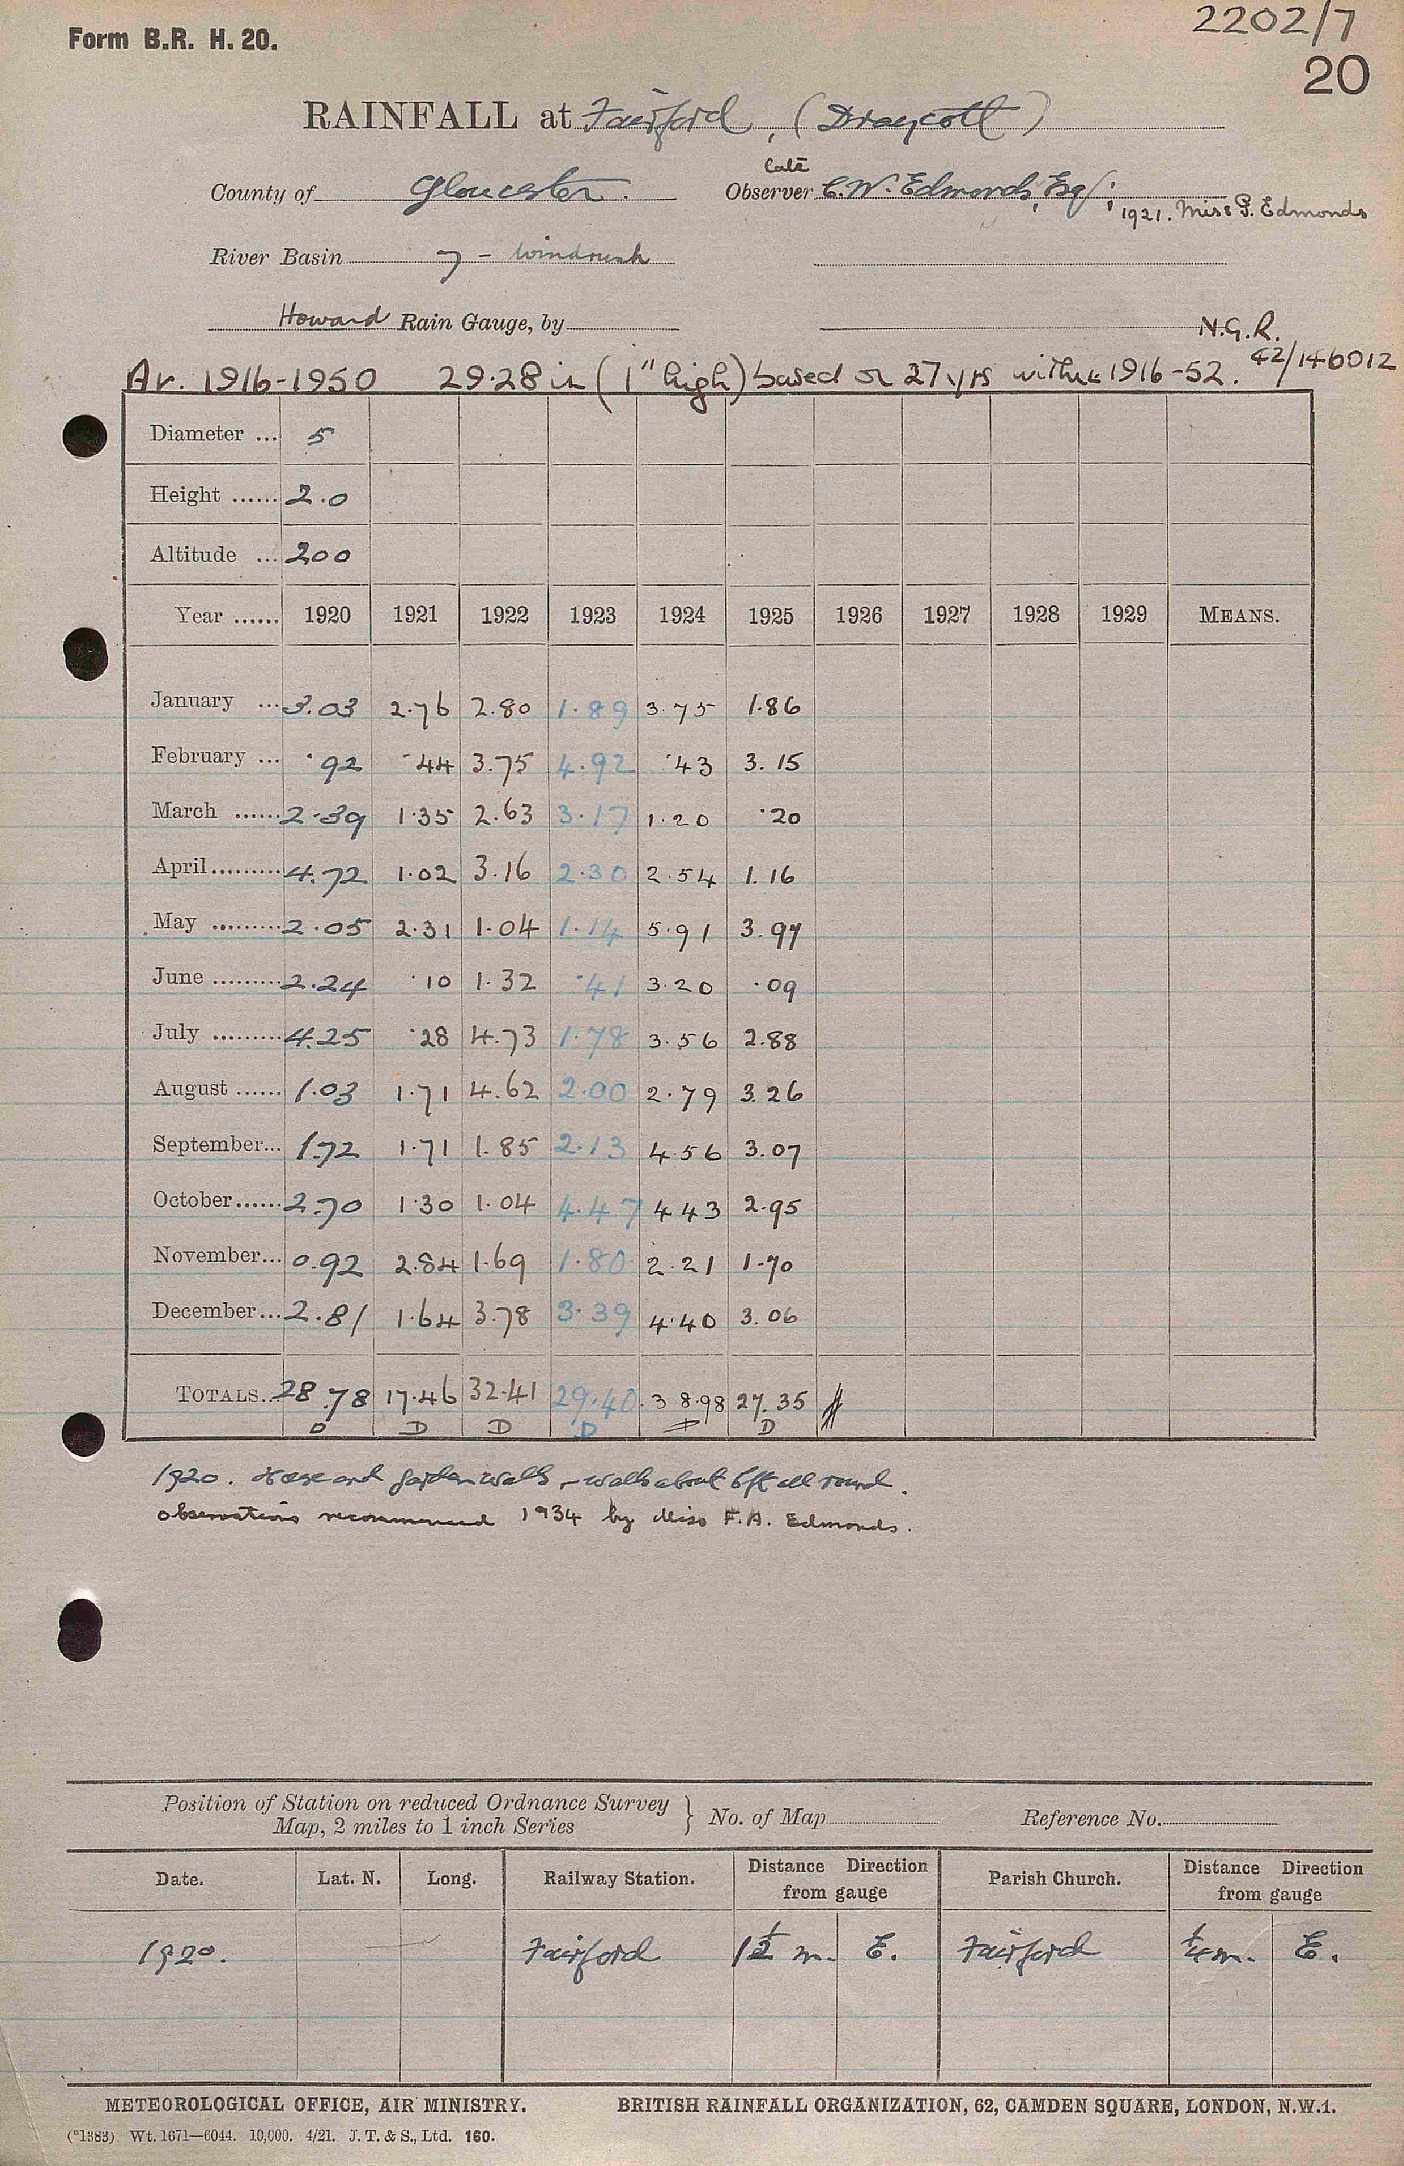 Form B.R. H. 20.
2202/7
20
RAINFALL at Fairford, (Draycott)
County of Gloucester. Observer late C.W. Edmonds, Esq; 1921. Miss F. Edmonds
River Basin 7 - Windrush
Howard Rain Gauge, by
N.G.R. 42/146012
Av. 1916-1950 29.28 in (1" high) based on 27 yrs within 1916-52.
Diameter ... 5
Height ...... 2.0
Altitude ... 200
Year ...... 1920 1921 1922 1923 1924 1925 1926 1927 1928 1929 MEANS.
January ... 3.03 2.76 2.80 1.89 3.75 1.86
February ... .92 .44 3.75 4.92 .43 3.15
March ...... 2.39 1.35 2.63 3.17 1.20 .20
April......... 4.72 1.02 3.16 2.30 2.54 1.16
May ......... 2.05 2.31 1.04 1.14 5.91 3.97
June ......... 2.24 .10 1.32 .41 3.20 .09
July ......... 4.25 .28 4.73 1.78 3.56 2.88
August ...... 1.03 1.71 4.62 2.00 2.79 3.26
September... 1.72 1.71 1.85 2.13 4.56 3.07
October...... 2.70 1.30 1.04 4.47 4.43 2.95
November... 0.92 2.84 1.69 1.80 2.21 1.70
December... 2.81 1.64 3.78 3.39 4.40 3.06
TOTALS... 28.78 17.46 32.41 29.40 38.98 27.35
D D D D D D
1920. House and garden walls, - walls about 6ft all round.
Observations recommenced 1934 by Miss F.A. Edmonds.
Position of Station on reduced Ordnance Survey Map, 2 miles to 1 inch Series } No. of Map Reference No.
Date. Lat. N. Long. Railway Station. Distance Direction from gauge Parish Church. Distance Direction from gauge
1920. Fairford 1½ m. E. Fairford ¼ m. E.
METEOROLOGICAL OFFICE, AIR MINISTRY. BRITISH RAINFALL ORGANIZATION, 62, CAMDEN SQUARE, LONDON, N.W.1.
(*1383) Wt. 1671—6044. 10,000. 4/21. J. T. & S., Ltd. 160.